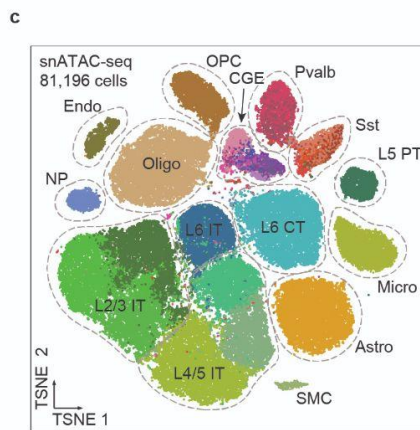 c
snATAC-seq
81,196 cells
OPC
CGE
Pvalb
Endo
Sst
Oligo
L5 PT
NP
L6 IT
L6 CT
L2/3 IT
Micro
Astro
L4/5 IT
SMC
TSNE 2
TSNE 1